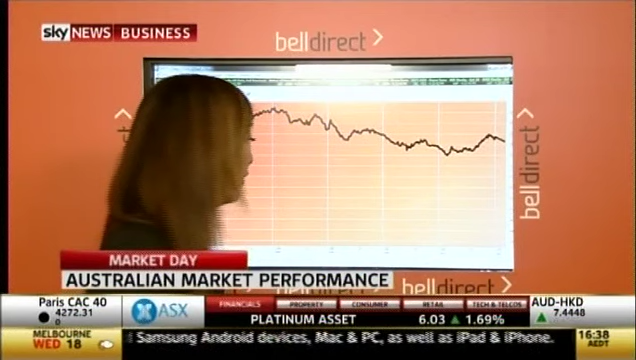 sky NEWS BUSINESS
belldirect
belldirect
MARKET DAY
AUSTRALIAN MARKET PERFORMANCE
belldirect
Paris CAC 40
4272.31
0
ASX
FINANCIALS PROPERTY CONSUMER RETAIL TECH & TELCOS
PLATINUM ASSET 6.03 1.69%
AUD-HKD
7.4448
MELBOURNE
WED 18
Samsung Android devices, Mac & PC, as well as iPad & iPhone.
16:38
AEDT